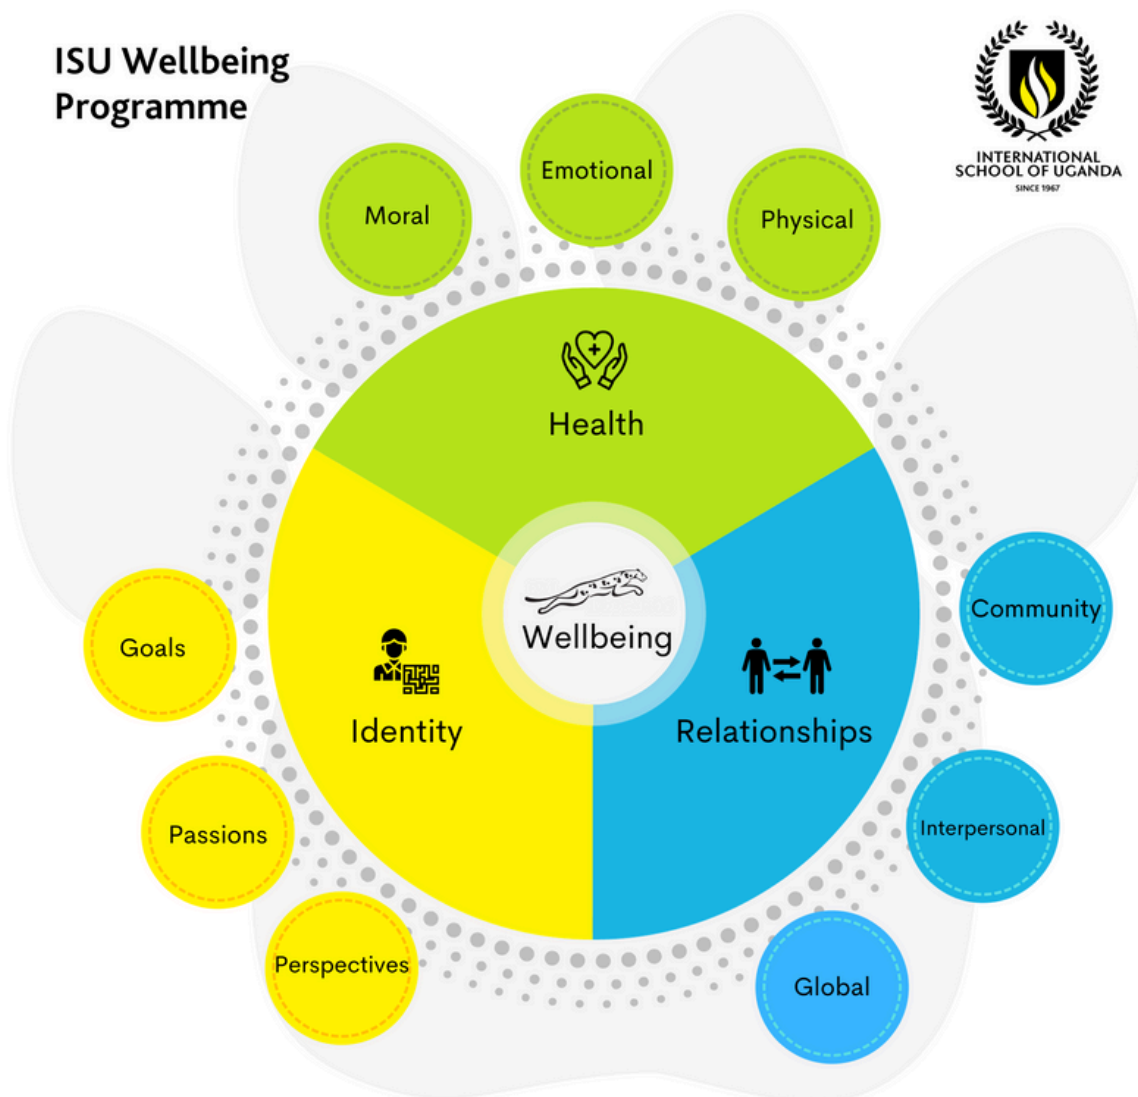 ISU Wellbeing
Programme
INTERNATIONAL
SCHOOL OF UGANDA
SINCE 1967
Emotional
Moral
Physical
Health
Wellbeing
Identity
Relationships
Goals
Passions
Perspectives
Community
Interpersonal
Global